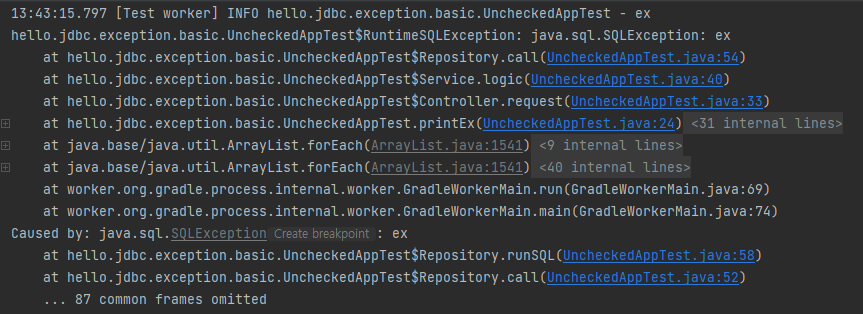 13:43:15.797 [Test worker] INFO hello.jdbc.exception.basic.UncheckedAppTest - ex
hello.jdbc.exception.basic.UncheckedAppTest$RuntimeSQLException: java.sql.SQLException: ex
at hello.jdbc.exception.basic.UncheckedAppTest$Repository.call(UncheckedAppTest.java:54)
at hello.jdbc.exception.basic.UncheckedAppTest$Service.logic(UncheckedAppTest.java:40)
at hello.jdbc.exception.basic.UncheckedAppTest$Controller.request(UncheckedAppTest.java:33)
at hello.jdbc.exception.basic.UncheckedAppTest.printEx(UncheckedAppTest.java:24) <31 internal lines>
at java.base/java.util.ArrayList.forEach(ArrayList.java:1541) <9 internal lines>
at java.base/java.util.ArrayList.forEach(ArrayList.java:1541) <40 internal lines>
at worker.org.gradle.process.internal.worker.GradleWorkerMain.run(GradleWorkerMain.java:69)
at worker.org.gradle.process.internal.worker.GradleWorkerMain.main(GradleWorkerMain.java:74)
Caused by: java.sql.SQLException Create breakpoint : ex
at hello.jdbc.exception.basic.UncheckedAppTest$Repository.runSQL(UncheckedAppTest.java:58)
at hello.jdbc.exception.basic.UncheckedAppTest$Repository.call(UncheckedAppTest.java:52)
... 87 common frames omitted